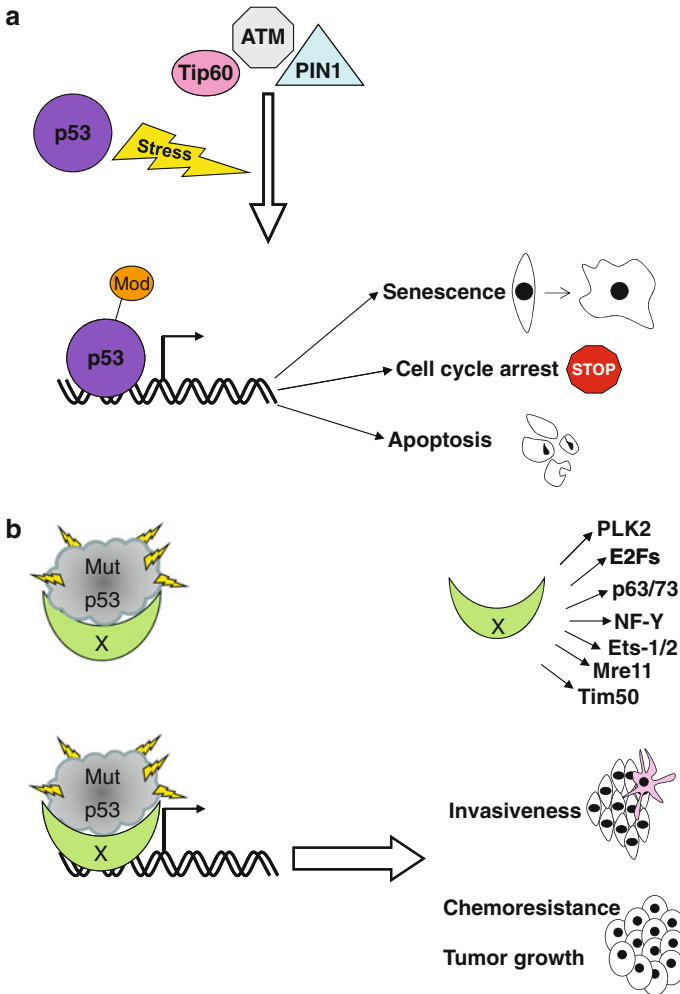 a
ATM
Tip60
PIN1
p53
Stress
Mod
p53
Senescence
Cell cycle arrest
STOP
Apoptosis
b
Mut
p53
X
X
PLK2
E2Fs
p63/73
NF-Y
Ets-1/2
Mre11
Tim50
Mut
p53
X
Invasiveness
Chemoresistance
Tumor growth